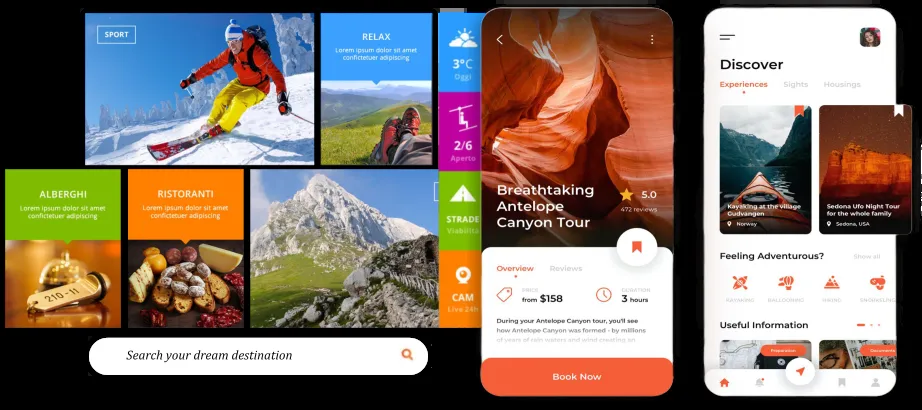 SPORT
RELAX
Lorem ipsum dolor sit amet
confictetuer adipiscing
3°C
Oggi
2/6
Aperto
ALBERGHI
Lorem ipsum dolor sit amet
confictetuer adipiscing
210-11
RISTORANTI
Lorem ipsum dolor sit amet
confictetuer adipiscing
STRADE
Viabilità
CAM
Live 24h
Search your dream destination
Breathtaking
Antelope
Canyon Tour
5.0
472 reviews
Overview
Reviews
PRICE
from $158
DURATION
3 hours
During your Antelope Canyon tour, you'll see
how Antelope Canyon was formed - by millions
of years of rain waters and wind creating an
Book Now
Discover
Experiences
Sights
Housings
Kayaking at the village
Gudvangen
Norway
Sedona Ufo Night Tour
for the whole family
Sedona, USA
Feeling Adventurous?
Show all
KAYAKING
BALLOONING
HIKING
Useful Information
Preparation
Documents